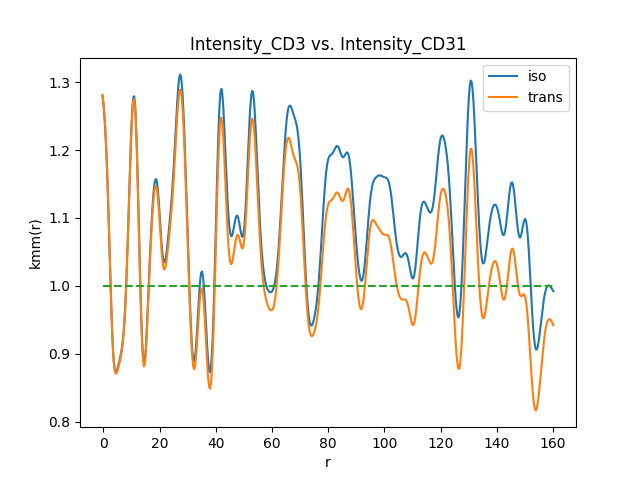 Intensity_CD3 vs. Intensity_CD31
iso
trans
kmm(r)
1.3
1.2
1.1
1.0
0.9
0.8
0 20 40 60 80 100 120 140 160
r